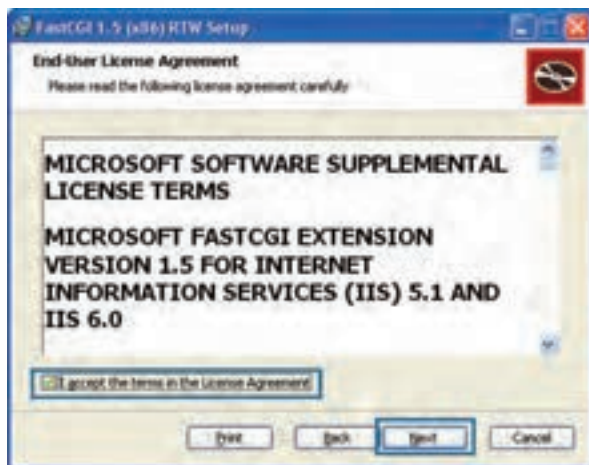 FastCGI 1.5 (x86) RTW Setup
End-User License Agreement
Please read the following license agreement carefully
MICROSOFT SOFTWARE SUPPLEMENTAL
LICENSE TERMS
MICROSOFT FASTCGI EXTENSION
VERSION 1.5 FOR INTERNET
INFORMATION SERVICES (IIS) 5.1 AND
IIS 6.0
I accept the terms in the License Agreement
Print Back Next Cancel